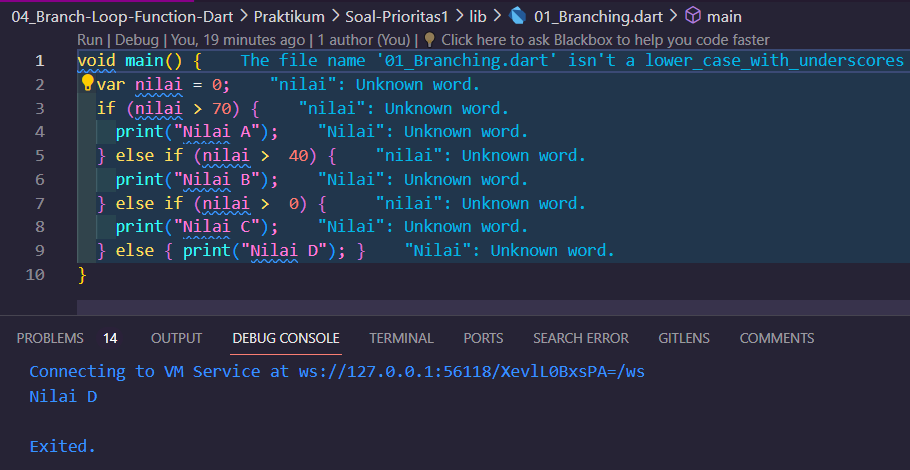 04_Branch-Loop-Function-Dart > Praktikum > Soal-Prioritas1 > lib > 01_Branching.dart > main
Run | Debug | You, 19 minutes ago | 1 author (You) | Click here to ask Blackbox to help you code faster
1 void main() { The file name '01_Branching.dart' isn't a lower_case_with_underscores
2 var nilai = 0; "nilai": Unknown word.
3 if (nilai > 70) { "nilai": Unknown word.
4 print("Nilai A"); "Nilai": Unknown word.
5 } else if (nilai > 40) { "nilai": Unknown word.
6 print("Nilai B"); "Nilai": Unknown word.
7 } else if (nilai > 0) { "nilai": Unknown word.
8 print("Nilai C"); "Nilai": Unknown word.
9 } else { print("Nilai D"); } "Nilai": Unknown word.
10 }
PROBLEMS 14 OUTPUT DEBUG CONSOLE TERMINAL PORTS SEARCH ERROR GITLENS COMMENTS
Connecting to VM Service at ws://127.0.0.1:56118/XevlL0BxsPA=/ws
Nilai D
Exited.